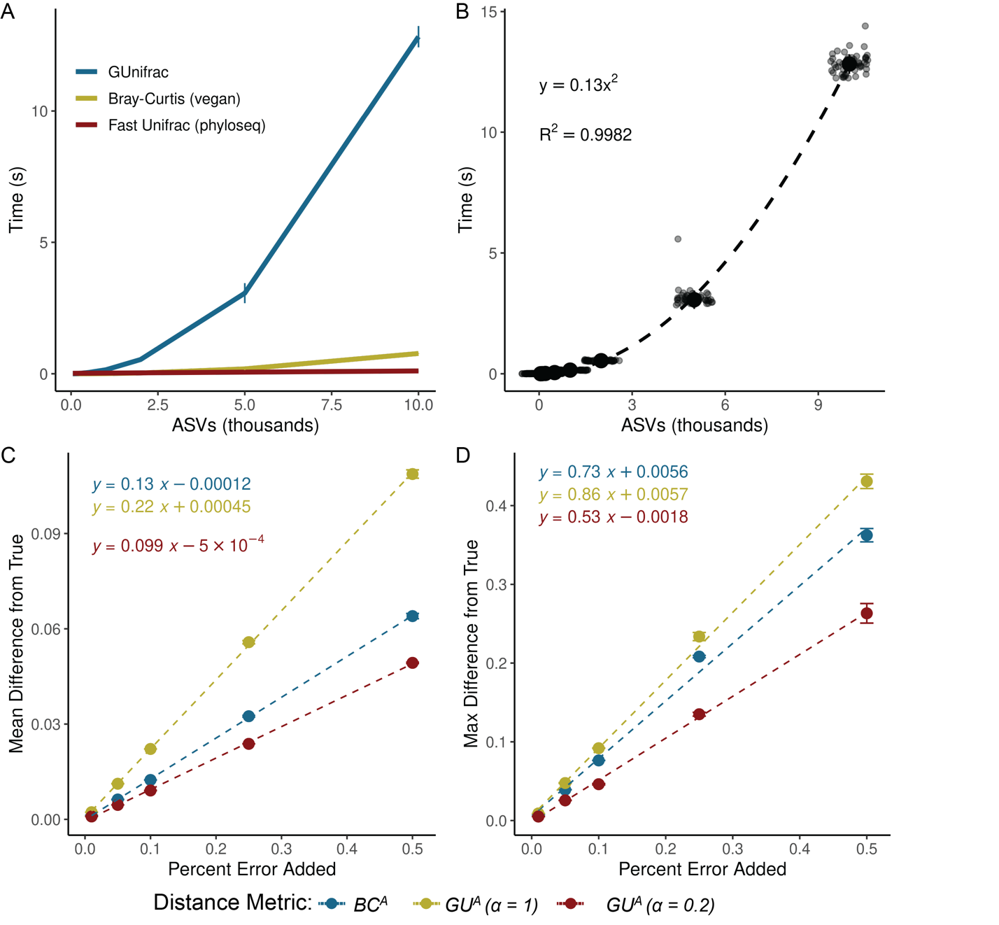 A
Time (s)
10
5
0
GUnifrac
Bray-Curtis (vegan)
Fast Unifrac (phyloseq)
0.0 2.5 5.0 7.5 10.0
ASVs (thousands)
B
Time (s)
15
10
5
0
y = 0.13x²
R² = 0.9982
0 3 6 9
ASVs (thousands)
C
Mean Difference from True
0.09
0.06
0.03
0.00
y = 0.13 x − 0.00012
y = 0.22 x + 0.00045
y = 0.099 x − 5 × 10⁻⁴
0.0 0.1 0.2 0.3 0.4 0.5
Percent Error Added
D
Max Difference from True
0.4
0.3
0.2
0.1
0.0
y = 0.73 x + 0.0056
y = 0.86 x + 0.0057
y = 0.53 x − 0.0018
0.0 0.1 0.2 0.3 0.4 0.5
Percent Error Added
Distance Metric: BCᴬ GUᴬ (α = 1) GUᴬ (α = 0.2)